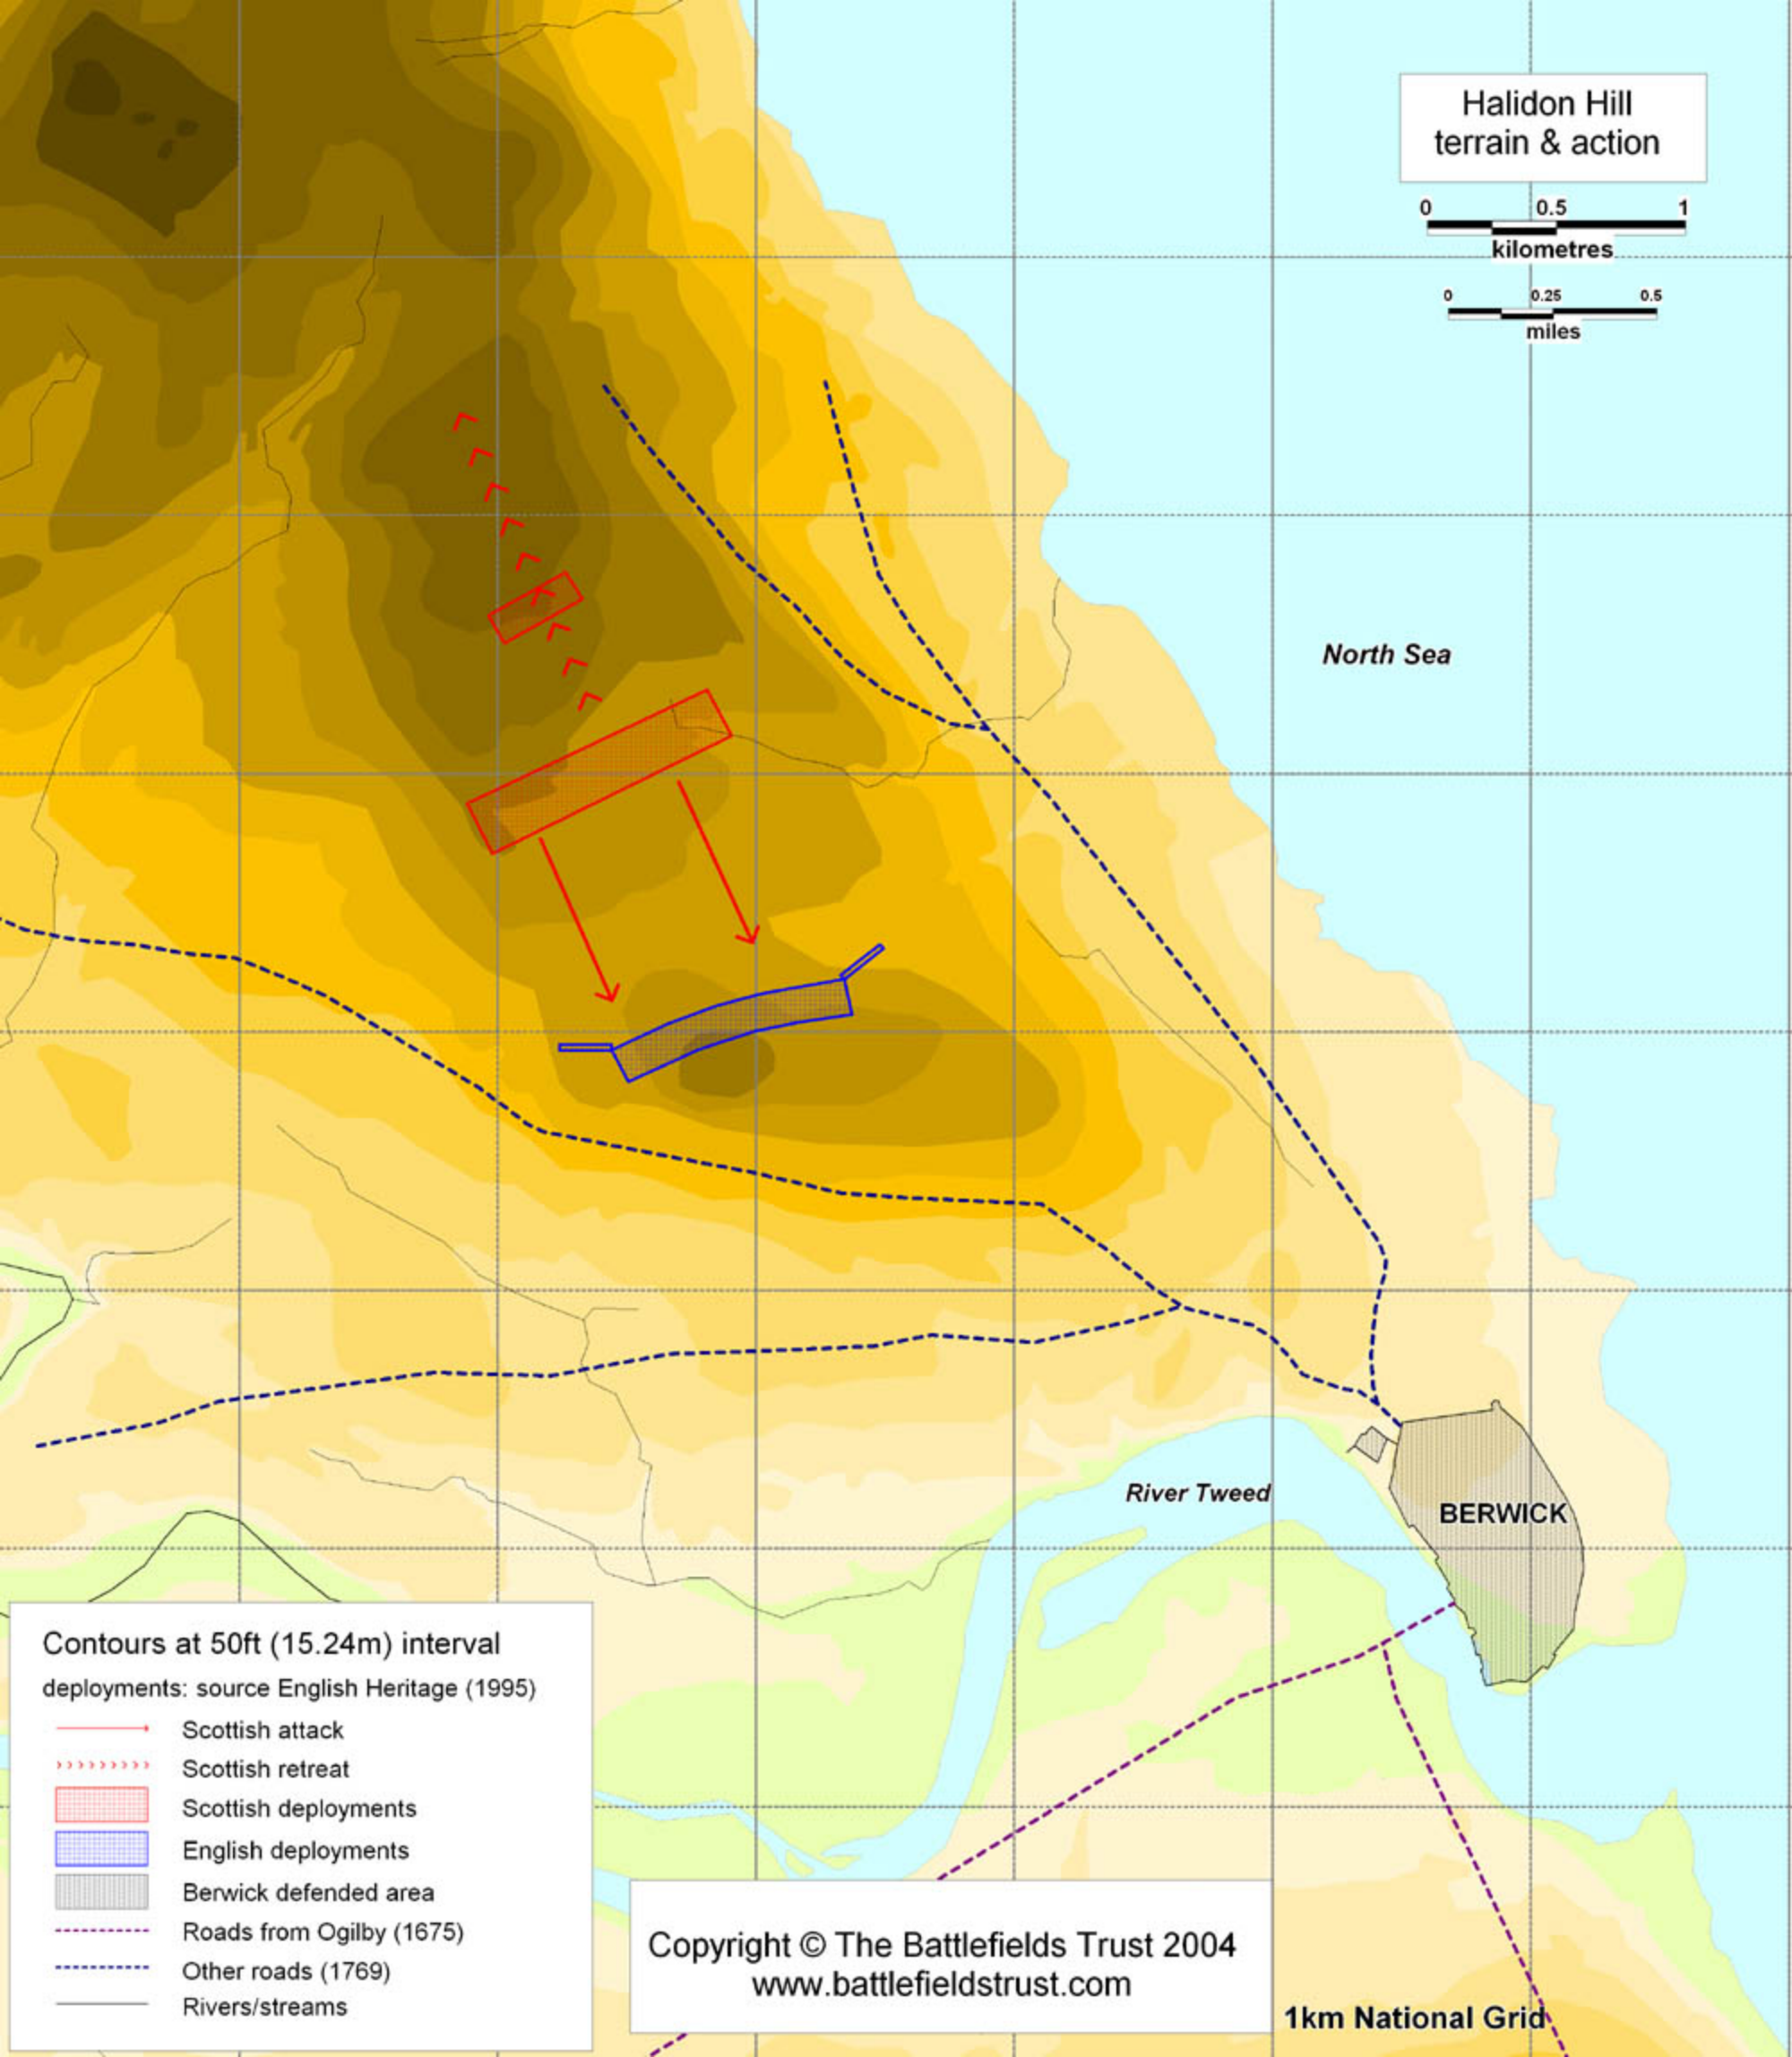 Halidon Hill
terrain & action
0 0.5 1
kilometres
0 0.25 0.5
miles
North Sea
River Tweed
BERWICK
Contours at 50ft (15.24m) interval
deployments: source English Heritage (1995)
Scottish attack
Scottish retreat
Scottish deployments
English deployments
Berwick defended area
Roads from Ogilby (1675)
Other roads (1769)
Rivers/streams
Copyright © The Battlefields Trust 2004
www.battlefieldstrust.com
1km National Grid